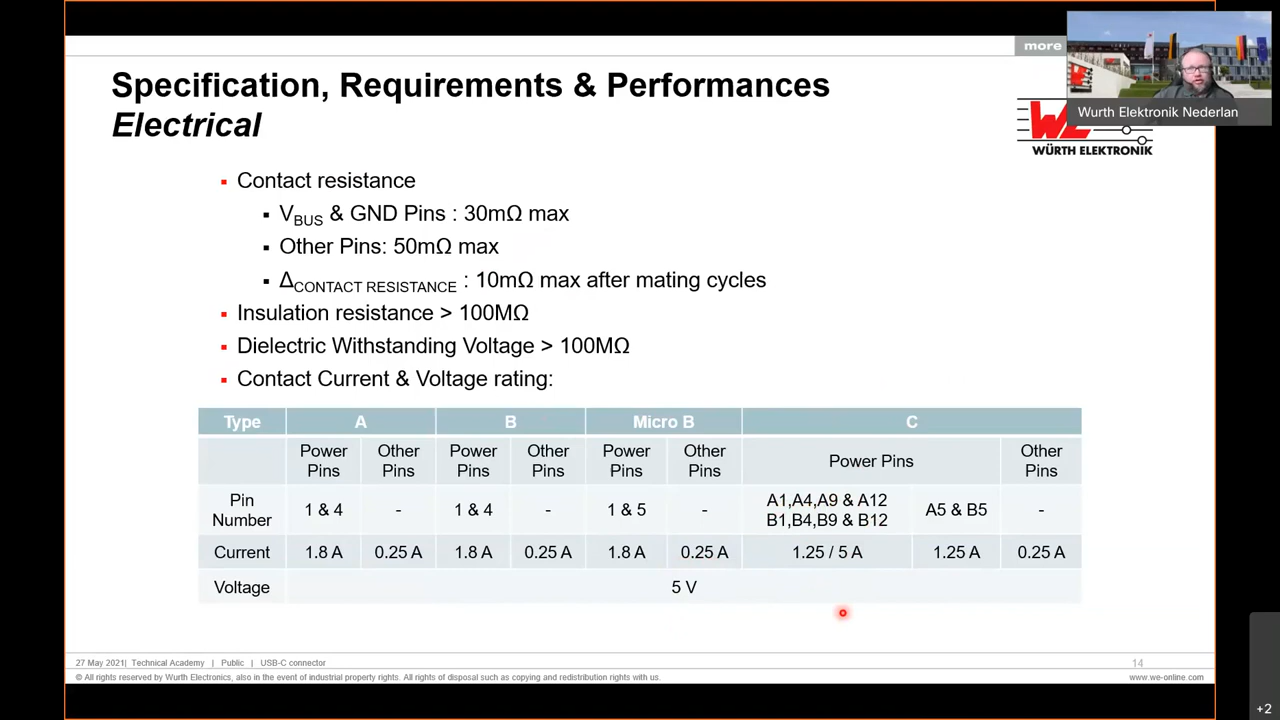 more
Wurth Elektronik Nederlan
Specification, Requirements & Performances
Electrical
WÜRTH ELEKTRONIK
▪ Contact resistance
▪ VBUS & GND Pins : 30mΩ max
▪ Other Pins: 50mΩ max
▪ ΔCONTACT RESISTANCE : 10mΩ max after mating cycles
▪ Insulation resistance > 100MΩ
▪ Dielectric Withstanding Voltage > 100MΩ
▪ Contact Current & Voltage rating:
Type A B Micro B C
Power Pins Other Pins Power Pins Other Pins Power Pins Other Pins Power Pins Other Pins
Pin Number 1 & 4 - 1 & 4 - 1 & 5 - A1,A4,A9 & A12 B1,B4,B9 & B12 A5 & B5 -
Current 1.8 A 0.25 A 1.8 A 0.25 A 1.8 A 0.25 A 1.25 / 5 A 1.25 A 0.25 A
Voltage 5 V
27 May 2021| Technical Academy | Public | USB-C connector
14
© All rights reserved by Wurth Electronics, also in the event of industrial property rights. All rights of disposal such as copying and redistribution rights with us.
www.we-online.com
+2